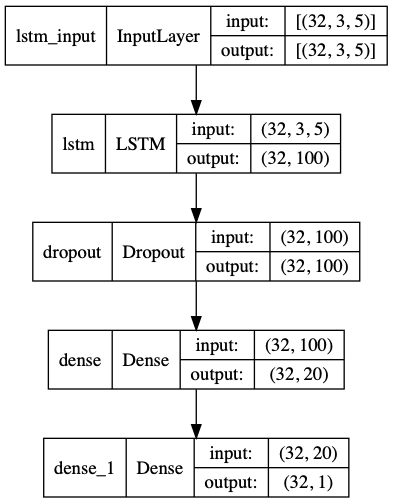 lstm_input InputLayer input: [(32, 3, 5)]
output: [(32, 3, 5)]
lstm LSTM input: (32, 3, 5)
output: (32, 100)
dropout Dropout input: (32, 100)
output: (32, 100)
dense Dense input: (32, 100)
output: (32, 20)
dense_1 Dense input: (32, 20)
output: (32, 1)